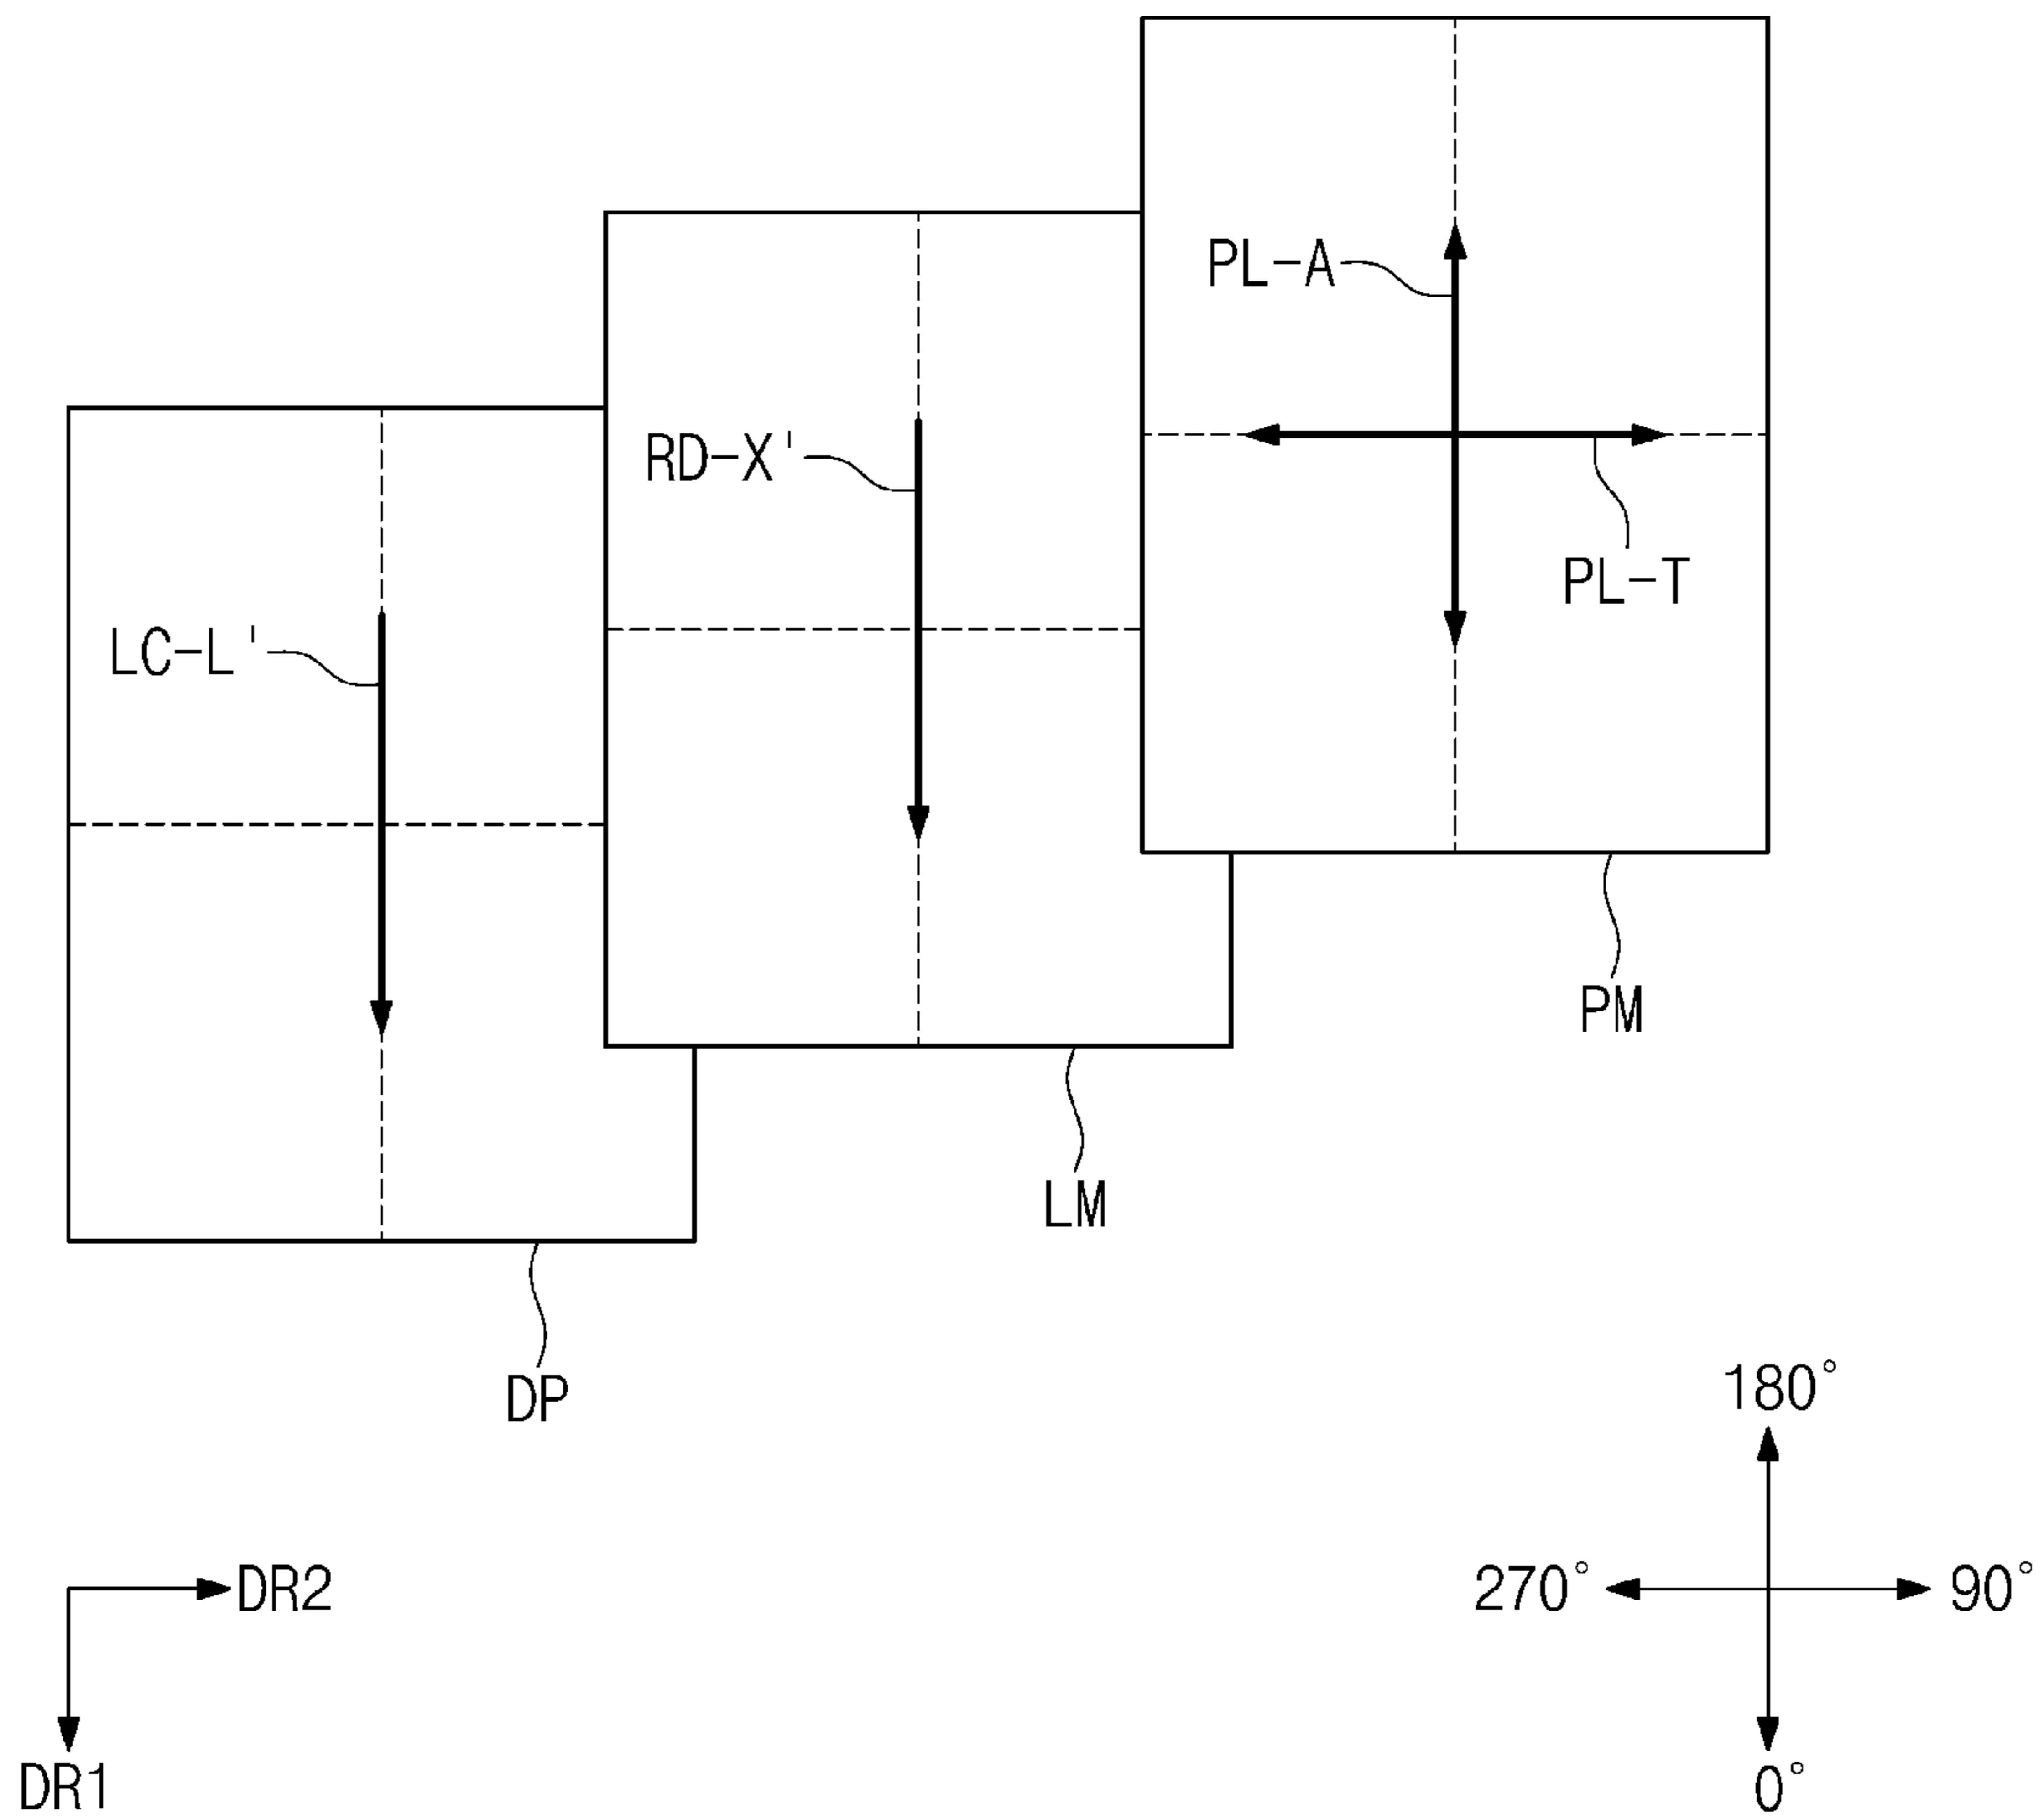 PL-A
RD-X'
PL-T
LC-L'
PM
LM
DP
180°
DR2
270°
90°
DR1
0°